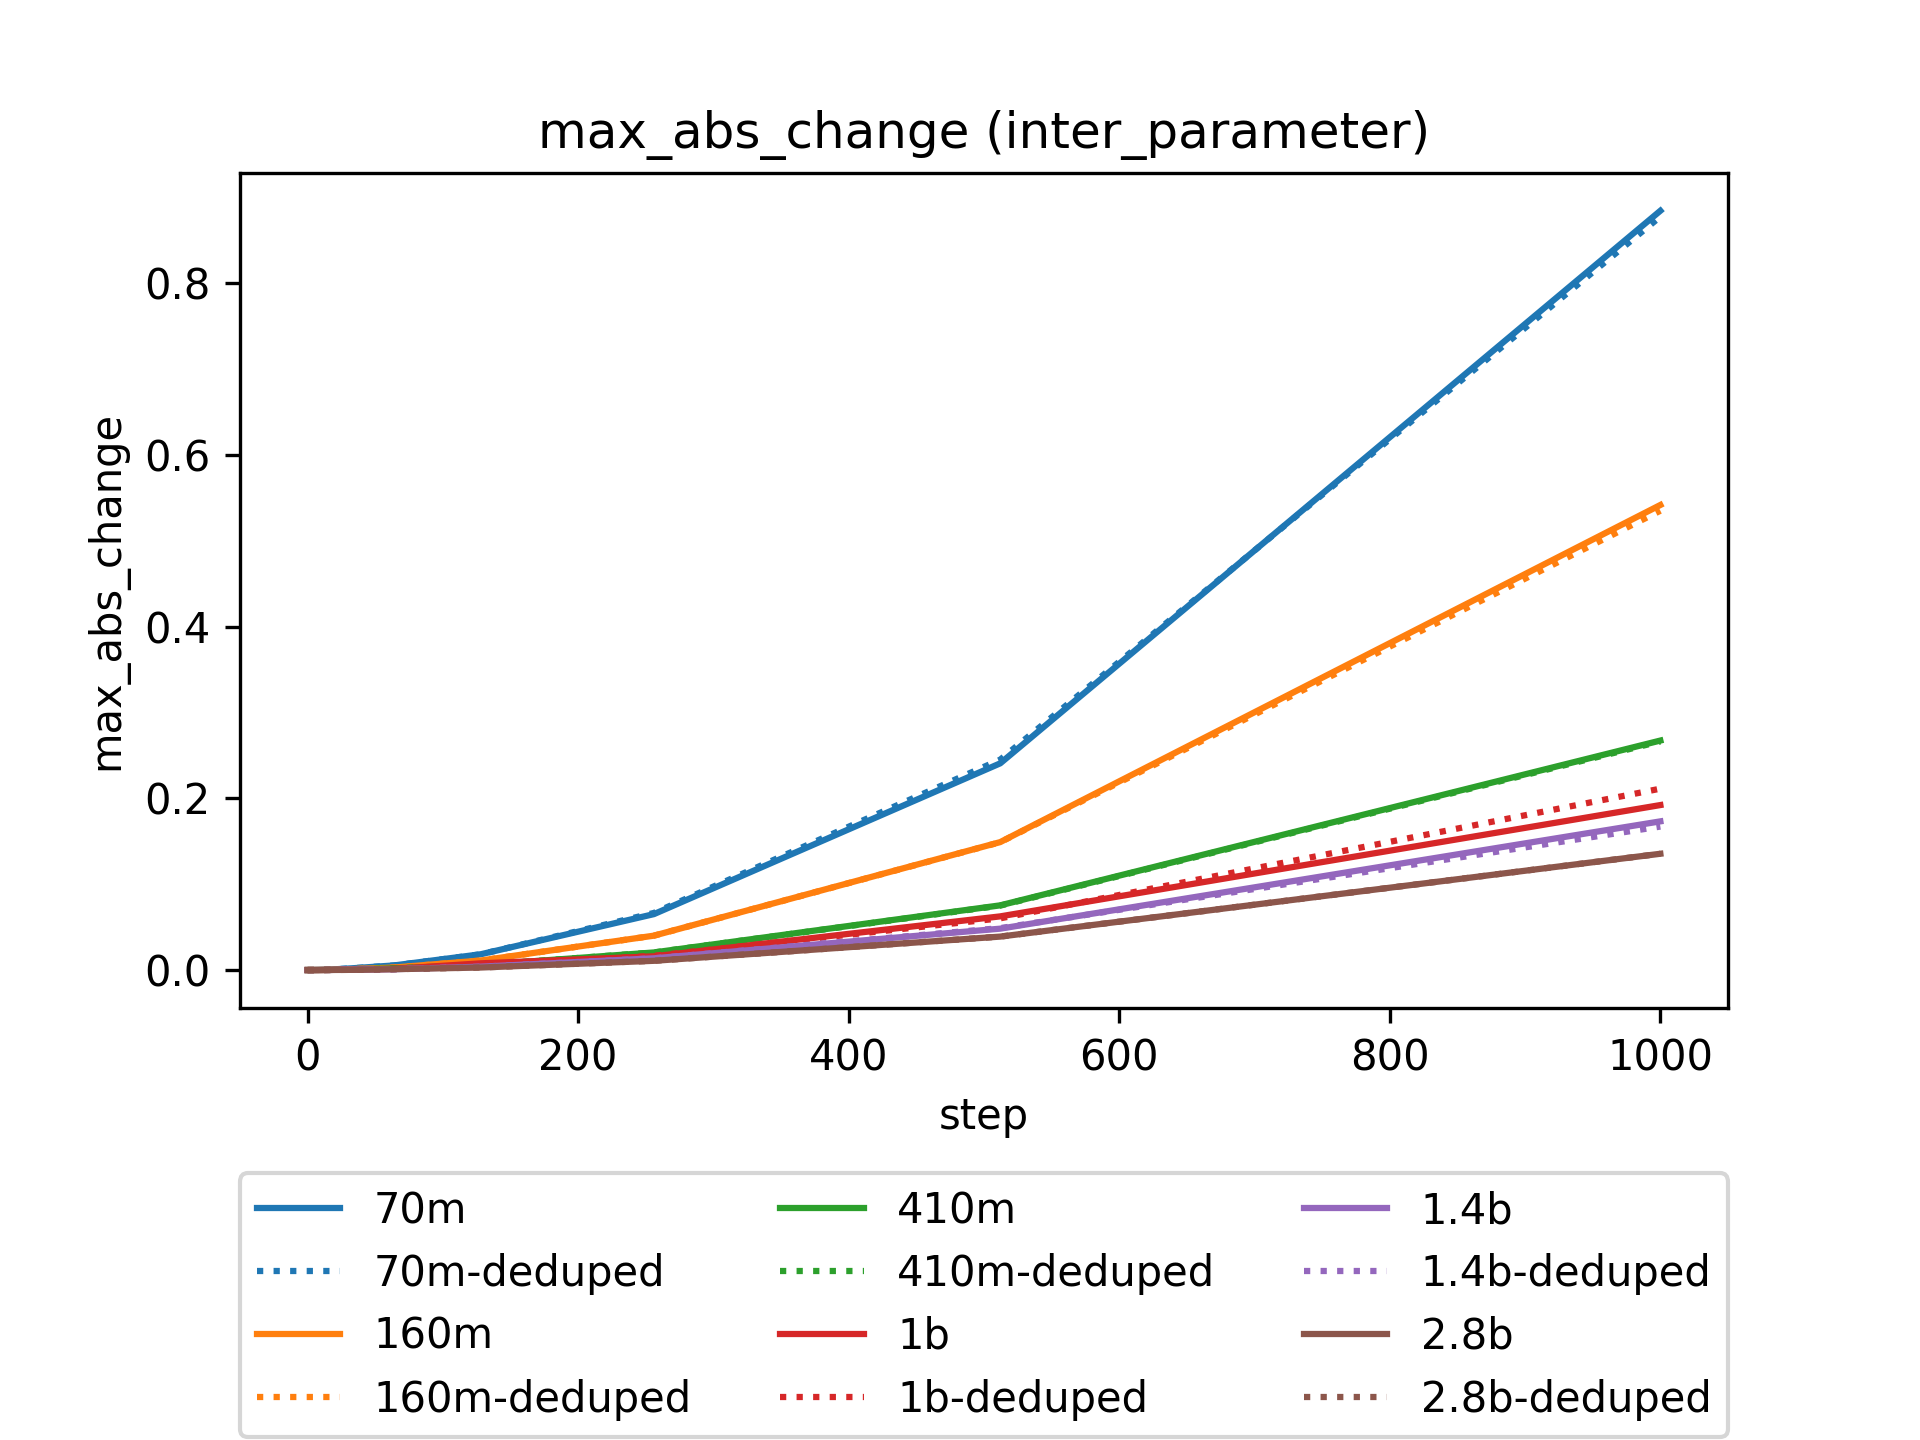 max_abs_change (inter_parameter)
max_abs_change
0.8
0.6
0.4
0.2
0.0
0 200 400 600 800 1000
step
70m 410m 1.4b
70m-deduped 410m-deduped 1.4b-deduped
160m 1b 2.8b
160m-deduped 1b-deduped 2.8b-deduped